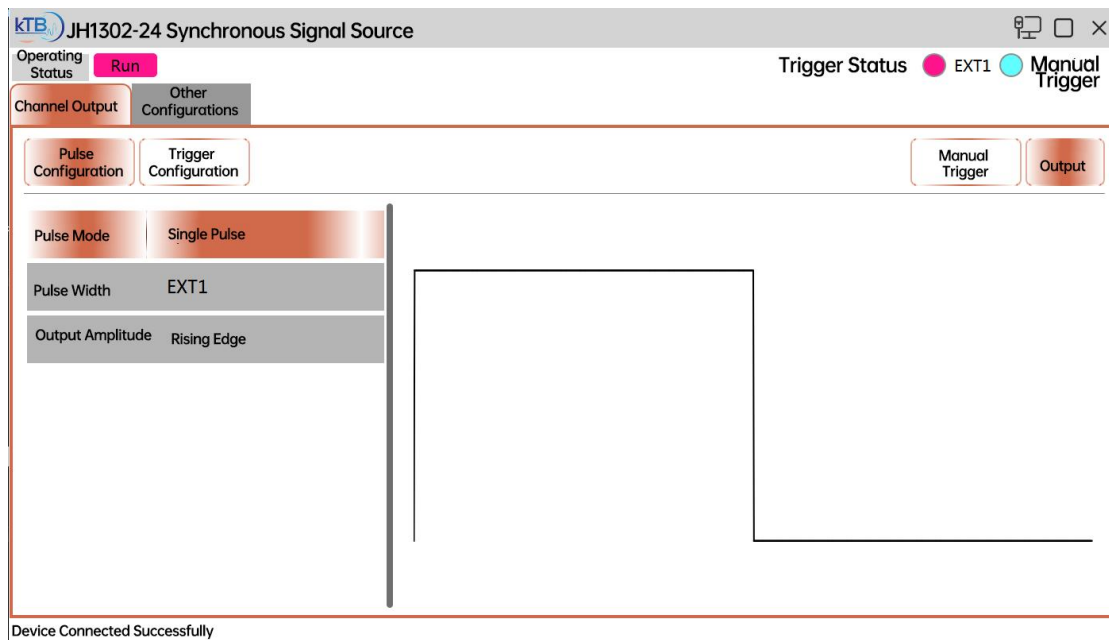 kTB JH1302-24 Synchronous Signal Source
Operating
Status
Run
Trigger Status
EXT1
Manual
Trigger
Channel Output
Other
Configurations
Pulse
Configuration
Trigger
Configuration
Manual
Trigger
Output
Pulse Mode
Single Pulse
Pulse Width
EXT1
Output Amplitude
Rising Edge
Device Connected Successfully